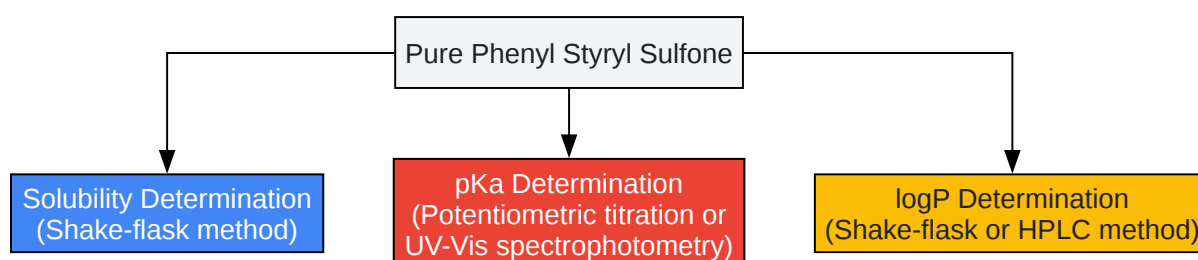 Pure Phenyl Styryl Sulfone
Solubility Determination
(Shake-flask method)
pKa Determination
(Potentiometric titration or
UV-Vis spectrophotometry)
logP Determination
(Shake-flask or HPLC method)